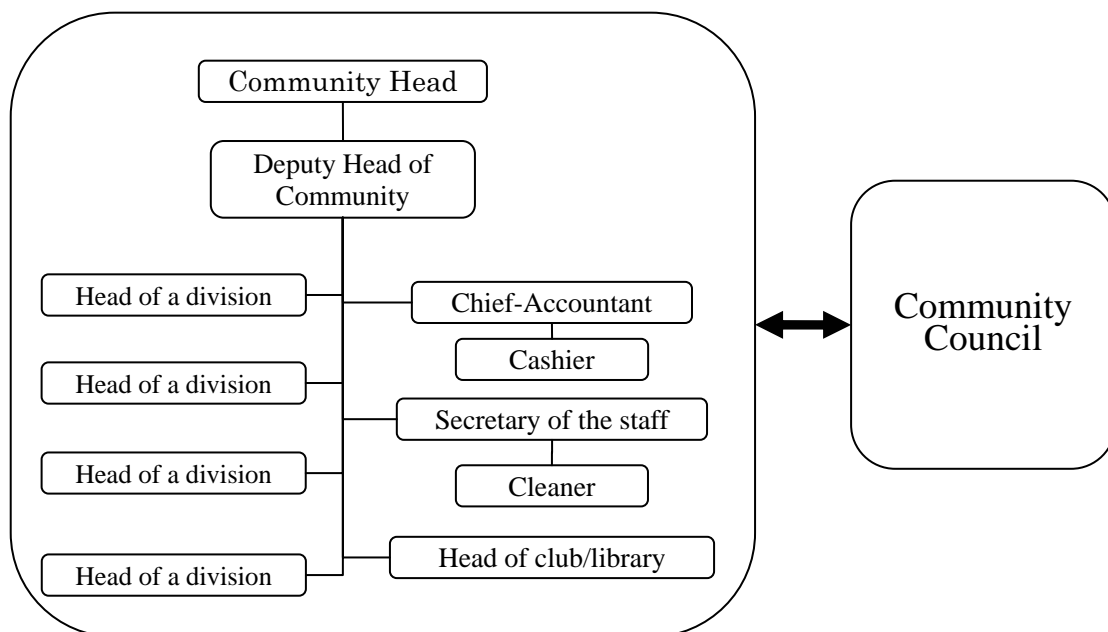 Community Head
Deputy Head of
Community
Head of a division
Chief-Accountant
Cashier
Head of a division
Secretary of the staff
Head of a division
Cleaner
Head of club/library
Head of a division
Community
Council